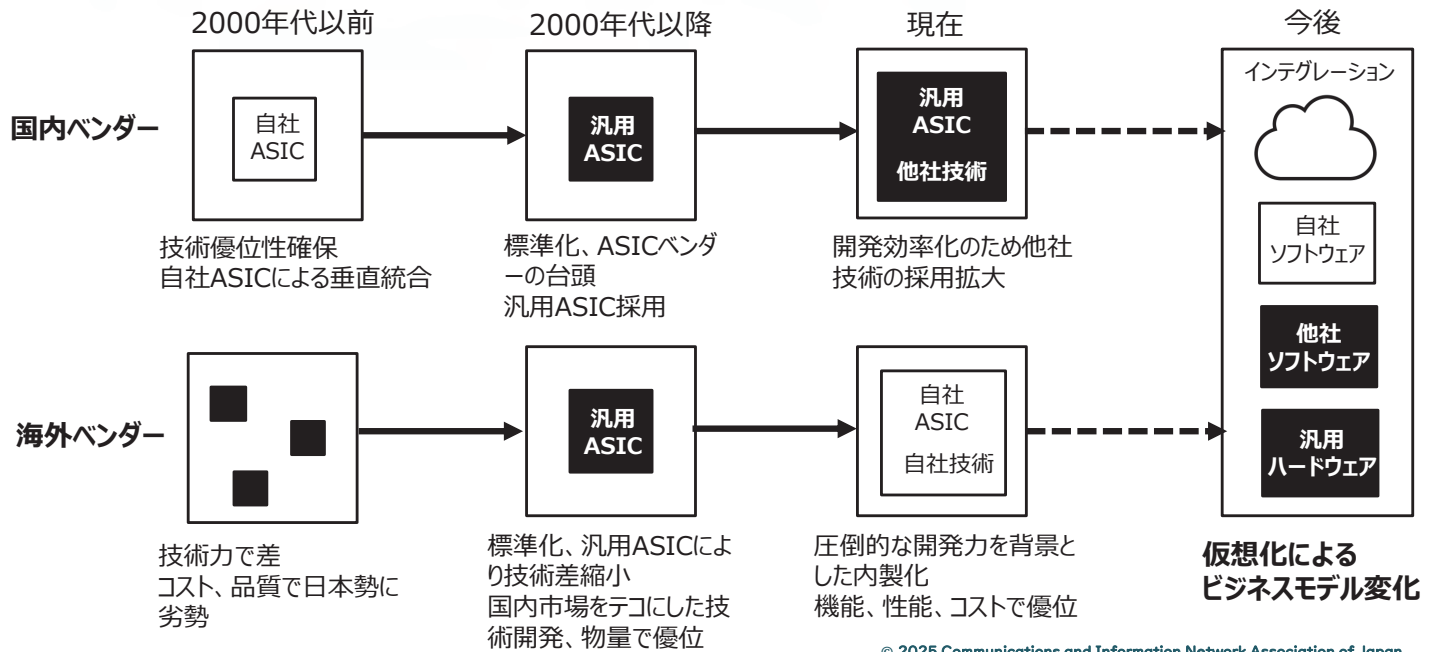 2000年代以前
2000年代以降
現在
今後
国内ベンダー
自社
ASIC
汎用
ASIC
汎用
ASIC
他社技術
インテグレーション
自社
ソフトウェア
他社
ソフトウェア
汎用
ハードウェア
技術優位性確保
自社ASICによる垂直統合
標準化、ASICベンダ
ーの台頭
汎用ASIC採用
開発効率化のため他社
技術の採用拡大
海外ベンダー
汎用
ASIC
自社
ASIC
自社技術
技術力で差
コスト、品質で日本勢に
劣勢
標準化、汎用ASICによ
り技術差縮小
国内市場をテコにした技
術開発、物量で優位
圧倒的な開発力を背景と
した内製化
機能、性能、コストで優位
仮想化による
ビジネスモデル変化
© 2025 Communications and Information Network Association of Japan